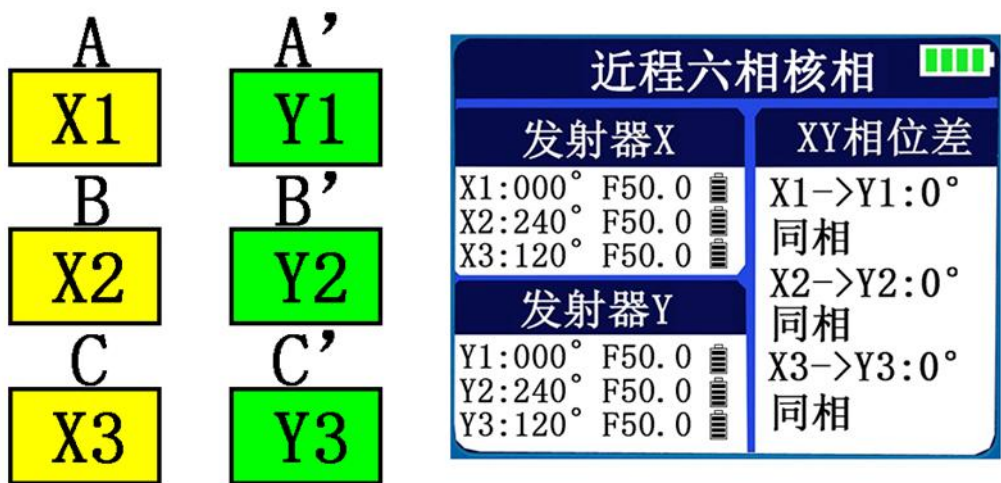 A A’
X1 Y1
B B’
X2 Y2
C C’
X3 Y3
近程六相核相
发射器X
X1:000° F50.0
X2:240° F50.0
X3:120° F50.0
发射器Y
Y1:000° F50.0
Y2:240° F50.0
Y3:120° F50.0
XY相位差
X1->Y1:0°
同相
X2->Y2:0°
同相
X3->Y3:0°
同相